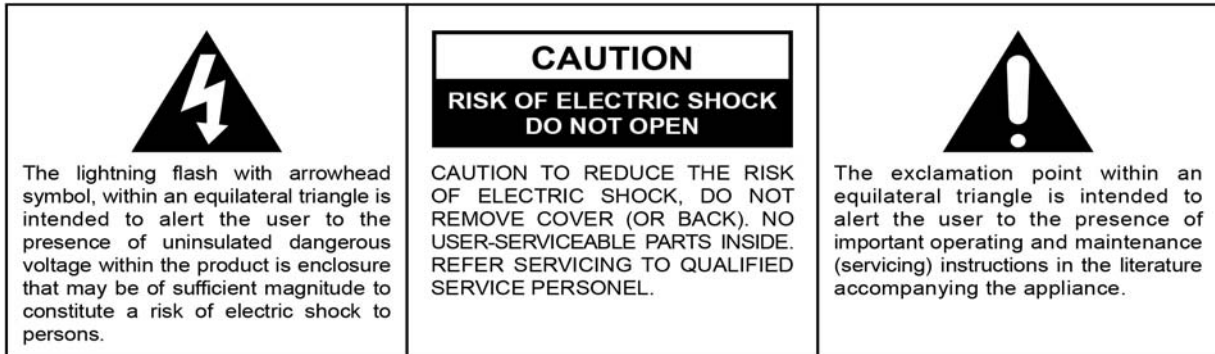 The lightning flash with arrowhead
symbol, within an equilateral triangle is
intended to alert the user to the
presence of uninsulated dangerous
voltage within the product is enclosure
that may be of sufficient magnitude to
constitute a risk of electric shock to
persons.
CAUTION
RISK OF ELECTRIC SHOCK
DO NOT OPEN
CAUTION TO REDUCE THE RISK
OF ELECTRIC SHOCK, DO NOT
REMOVE COVER (OR BACK). NO
USER-SERVICEABLE PARTS INSIDE.
REFER SERVICING TO QUALIFIED
SERVICE PERSONEL.
The exclamation point within an
equilateral triangle is intended to
alert the user to the presence of
important operating and maintenance
(servicing) instructions in the literature
accompanying the appliance.